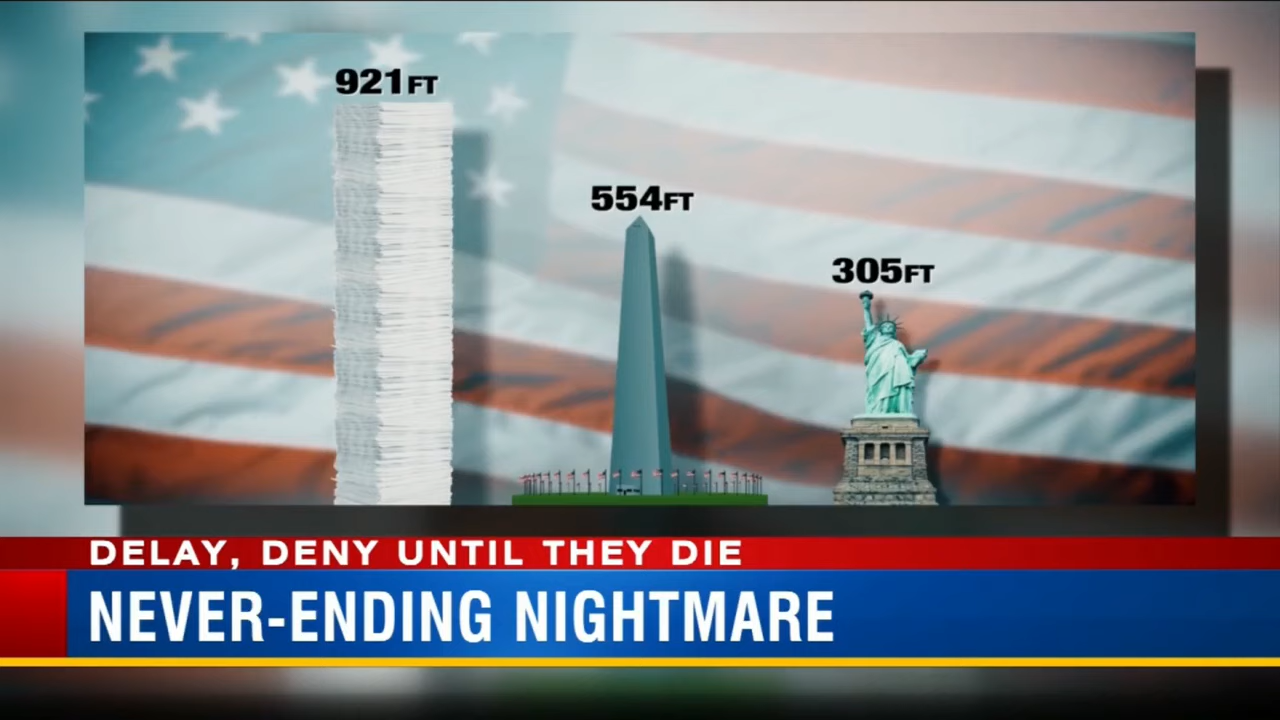 921FT
554FT
305FT
DELAY, DENY UNTIL THEY DIE
NEVER-ENDING NIGHTMARE